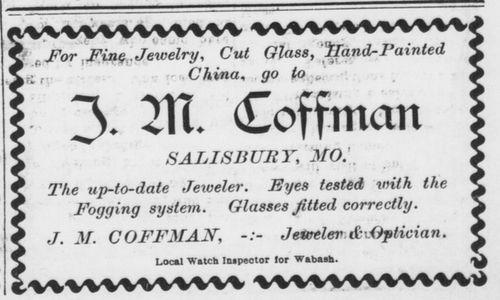 For Fine Jewelry, Cut Glass, Hand-Painted
China, go to
J. M. Coffman
SALISBURY, MO.
The up-to-date Jeweler. Eyes tested with the
Fogging system. Glasses fitted correctly.
J. M. COFFMAN, -:- Jeweler & Optician.
Local Watch Inspector for Wabash.